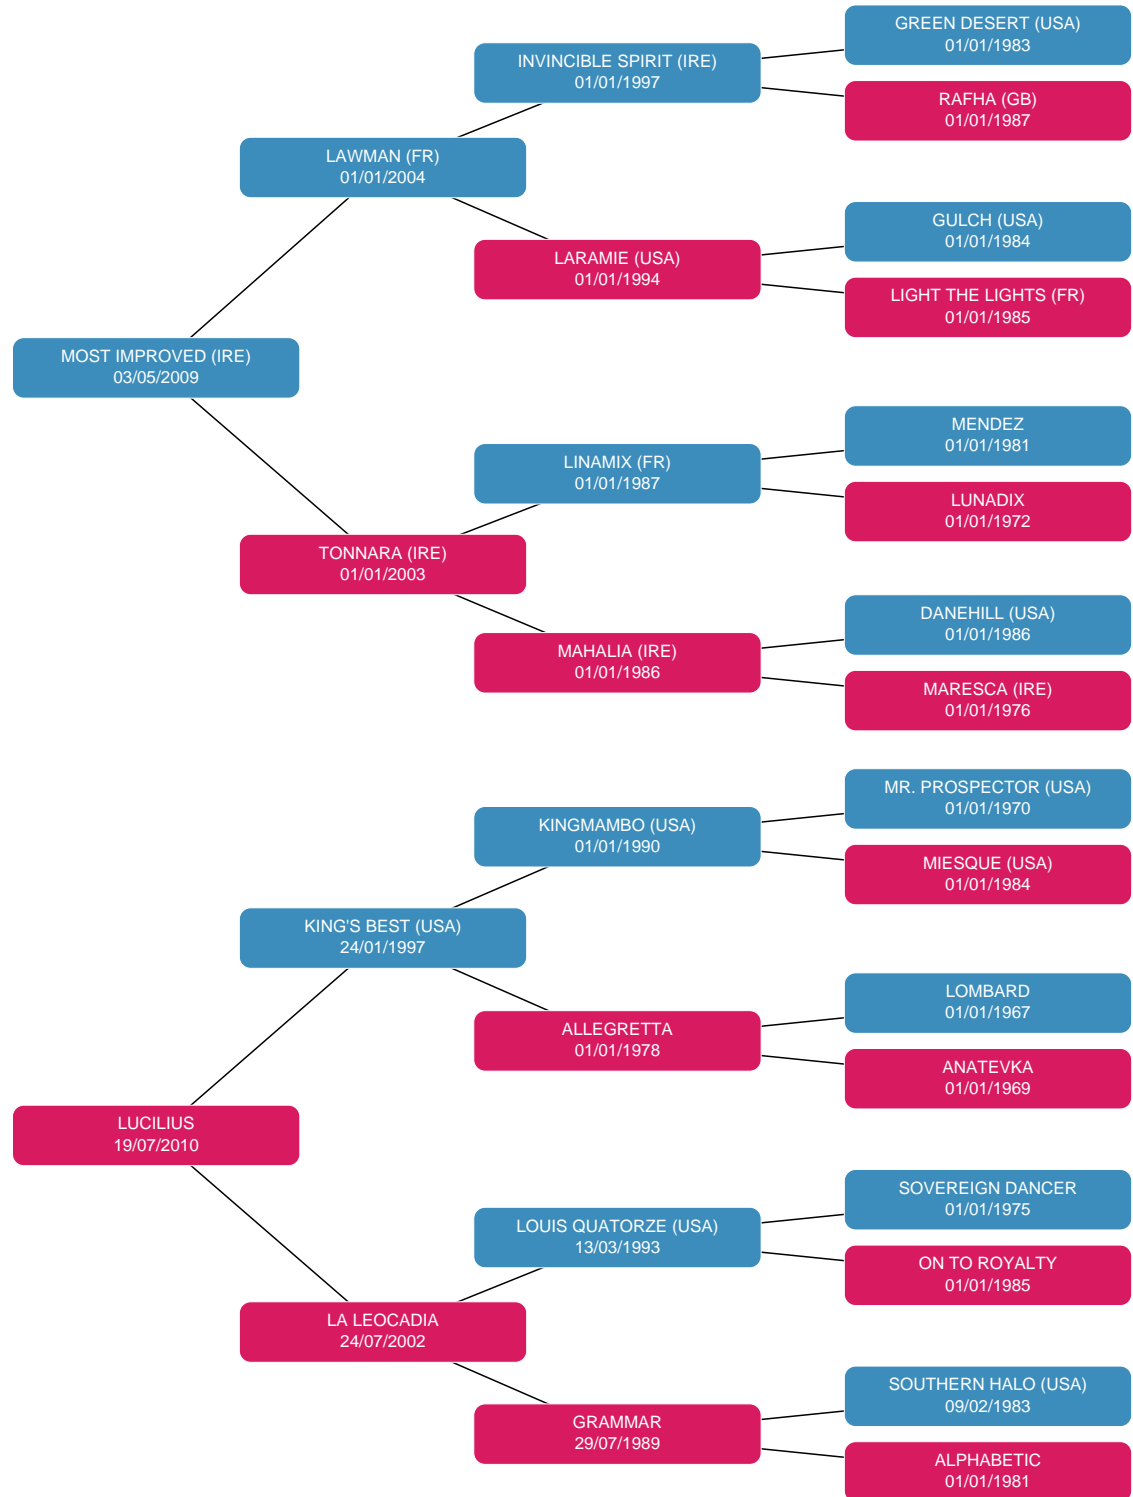 GREEN DESERT (USA)
01/01/1983
INVINCIBLE SPIRIT (IRE)
01/01/1997
RAFHA (GB)
01/01/1987
LAWMAN (FR)
01/01/2004
GULCH (USA)
01/01/1984
LARAMIE (USA)
01/01/1994
LIGHT THE LIGHTS (FR)
01/01/1985
MOST IMPROVED (IRE)
03/05/2009
MENDEZ
01/01/1981
LINAMIX (FR)
01/01/1987
LUNADIX
01/01/1972
TONNARA (IRE)
01/01/2003
DANEHILL (USA)
01/01/1986
MAHALIA (IRE)
01/01/1986
MARESCA (IRE)
01/01/1976
MR. PROSPECTOR (USA)
01/01/1970
KINGMAMBO (USA)
01/01/1990
MIESQUE (USA)
01/01/1984
KING'S BEST (USA)
24/01/1997
LOMBARD
01/01/1967
ALLEGRETTA
01/01/1978
ANATEVKA
01/01/1969
LUCILIUS
19/07/2010
SOVEREIGN DANCER
01/01/1975
LOUIS QUATORZE (USA)
13/03/1993
ON TO ROYALTY
01/01/1985
LA LEOCADIA
24/07/2002
SOUTHERN HALO (USA)
09/02/1983
GRAMMAR
29/07/1989
ALPHABETIC
01/01/1981